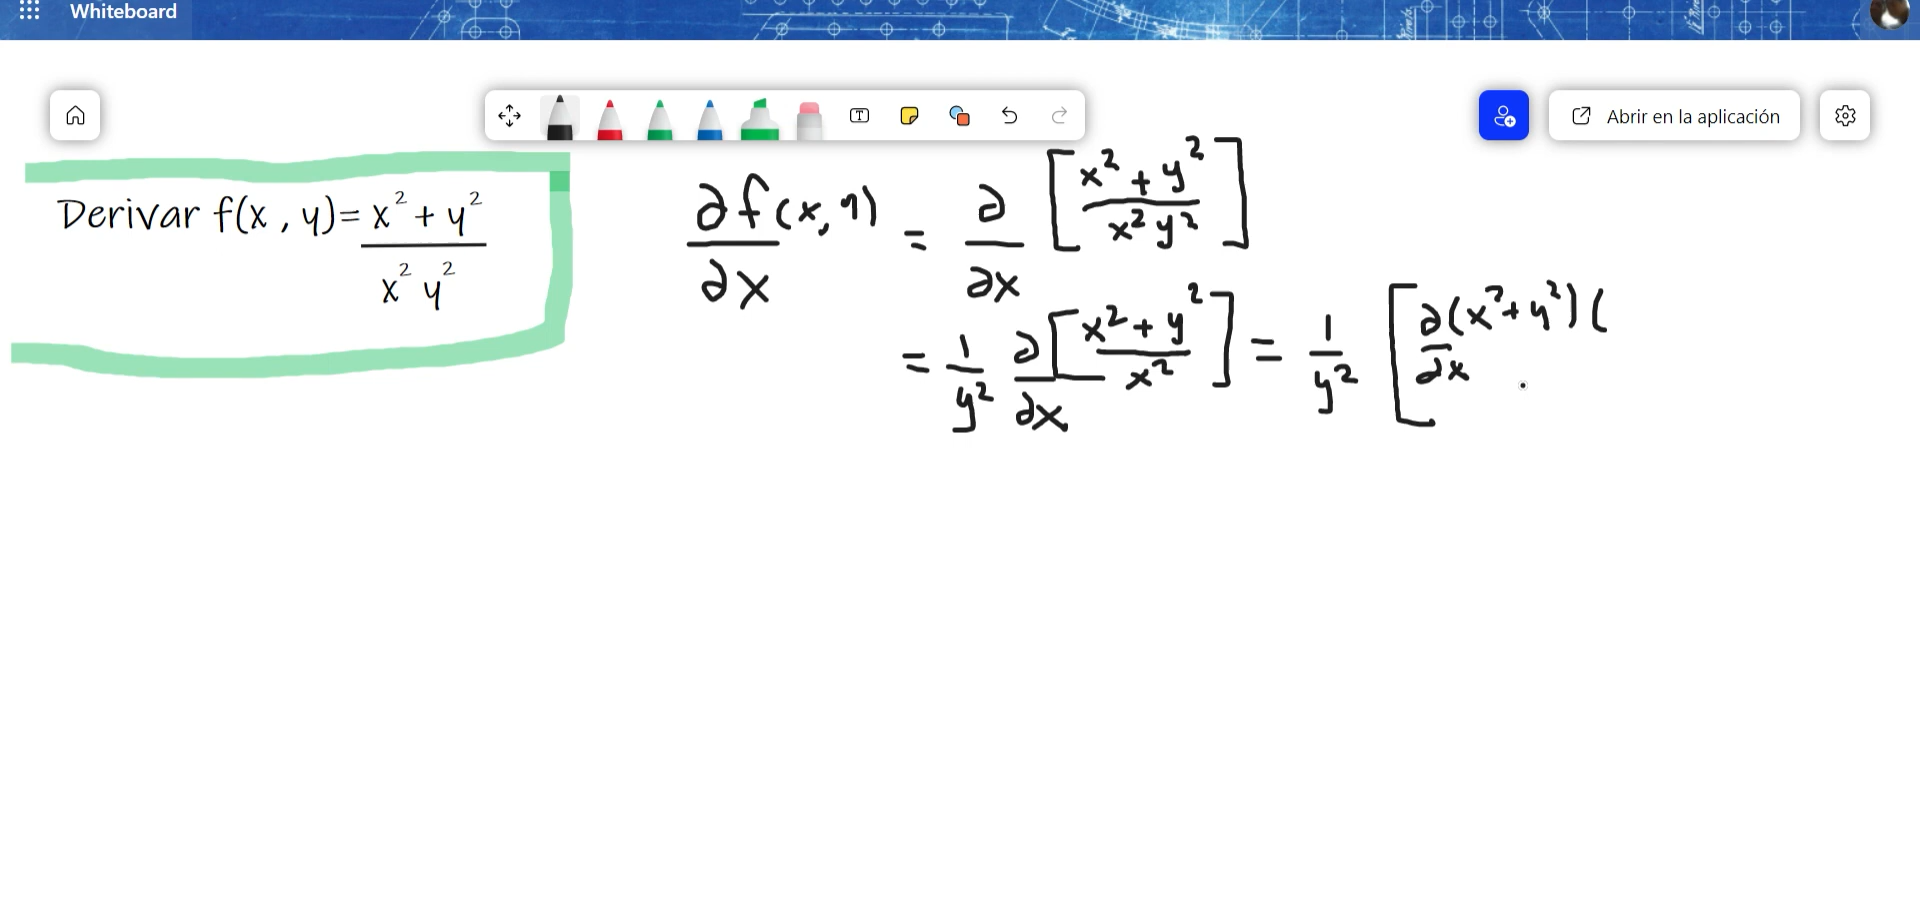 Whiteboard
Abrir en la aplicación
Derivar f(x , y)= x² + y²
x² y²
∂f(x,y) = ∂ [x² + y²
∂x ∂x x² y²]
= 1 ∂ [x² + y² ] = 1 [∂(x²+y²)(
y² ∂x x² y² ∂x